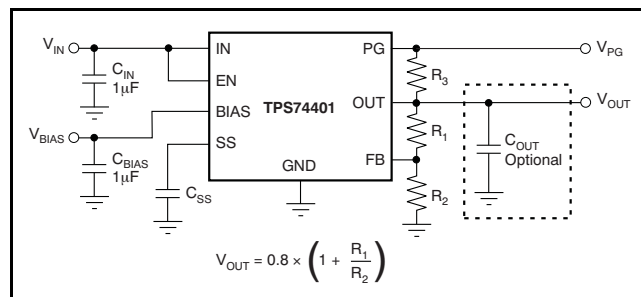 V_IN
C_IN
1μF
V_BIAS
C_BIAS
1μF
C_SS
IN
EN
BIAS
SS
TPS74401
GND
PG
OUT
FB
R_3
R_1
R_2
V_PG
V_OUT
C_OUT
Optional
V_OUT = 0.8 × (1 + R_1/R_2)